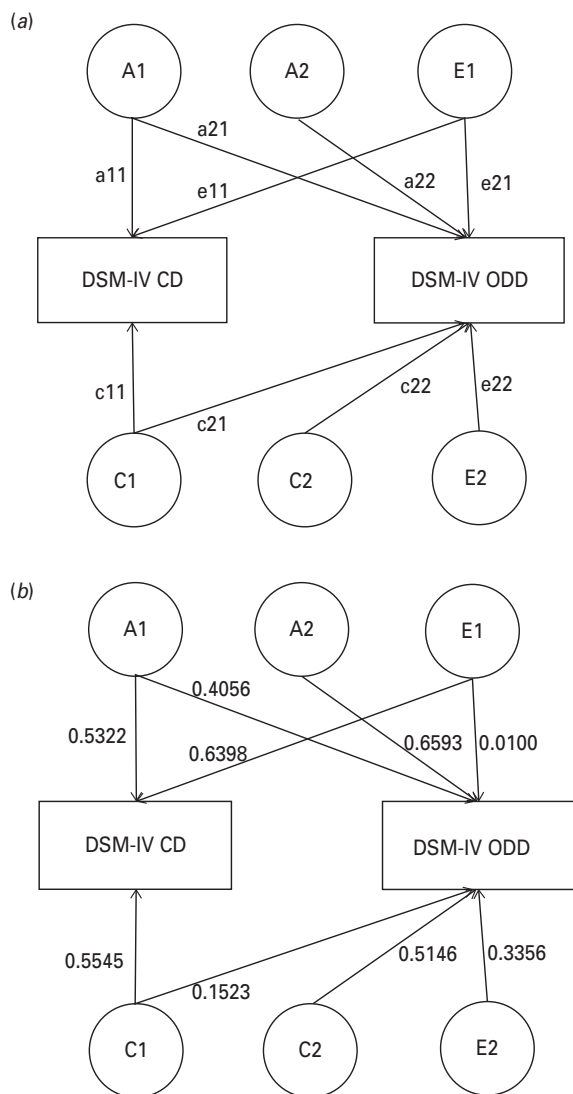 (a)
A1 A2 E1
a21
a11 e11 a22 e21
DSM-IV CD DSM-IV ODD
c11 c21 c22 e22
C1 C2 E2
(b)
A1 A2 E1
0.4056
0.5322 0.6398 0.6593 0.0100
DSM-IV CD DSM-IV ODD
0.5545 0.1523 0.5146 0.3356
C1 C2 E2